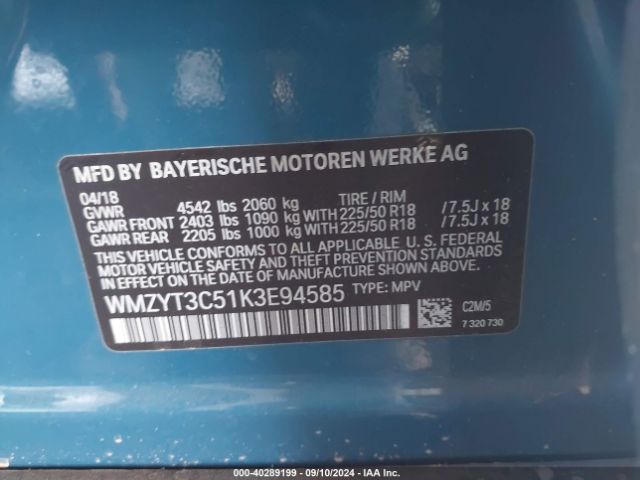 MFD BY BAYERISCHE MOTOREN WERKE AG
04/18
GVWR 4542 lbs 2060 kg TIRE / RIM
GAWR FRONT 2403 lbs 1090 kg WITH 225/50 R18 / 7.5J x 18
GAWR REAR 2205 lbs 1000 kg WITH 225/50 R18 / 7.5J x 18
THIS VEHICLE CONFORMS TO ALL APPLICABLE U. S. FEDERAL
MOTOR VEHICLE SAFETY AND THEFT PREVENTION STANDARDS
IN EFFECT ON THE DATE OF MANUFACTURE SHOWN ABOVE.
WMZYT3C51K3E94585 TYPE: MPV
C2M/5
7 320 730
© 40289199 - 09/10/2024 - IAA Inc.